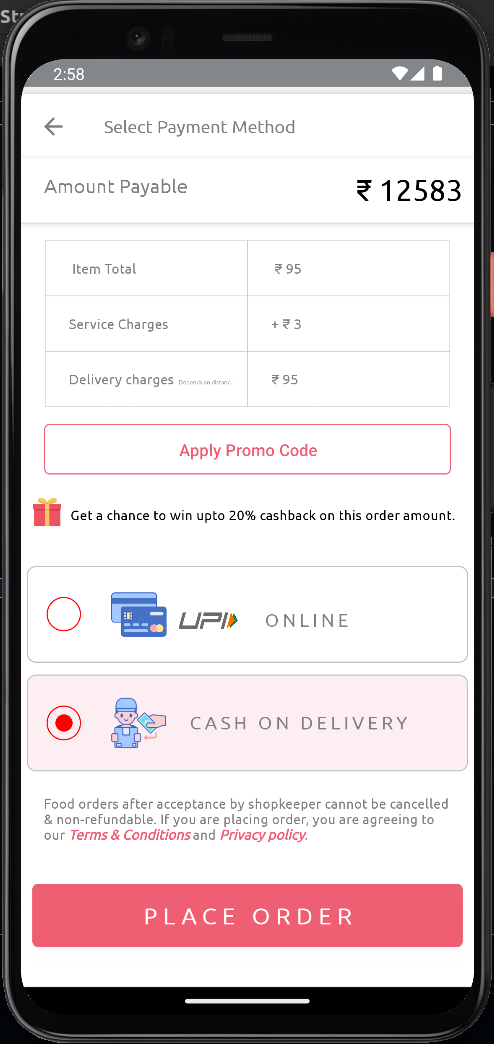 St
2:58
Select Payment Method
Amount Payable ₹ 12583
Item Total ₹ 95
Service Charges + ₹ 3
Delivery charges Depends on distanc. ₹ 95
Apply Promo Code
Get a chance to win upto 20% cashback on this order amount.
UPI ONLINE
CASH ON DELIVERY
Food orders after acceptance by shopkeeper cannot be cancelled
& non-refundable. If you are placing order, you are agreeing to
our Terms & Conditions and Privacy policy.
PLACE ORDER